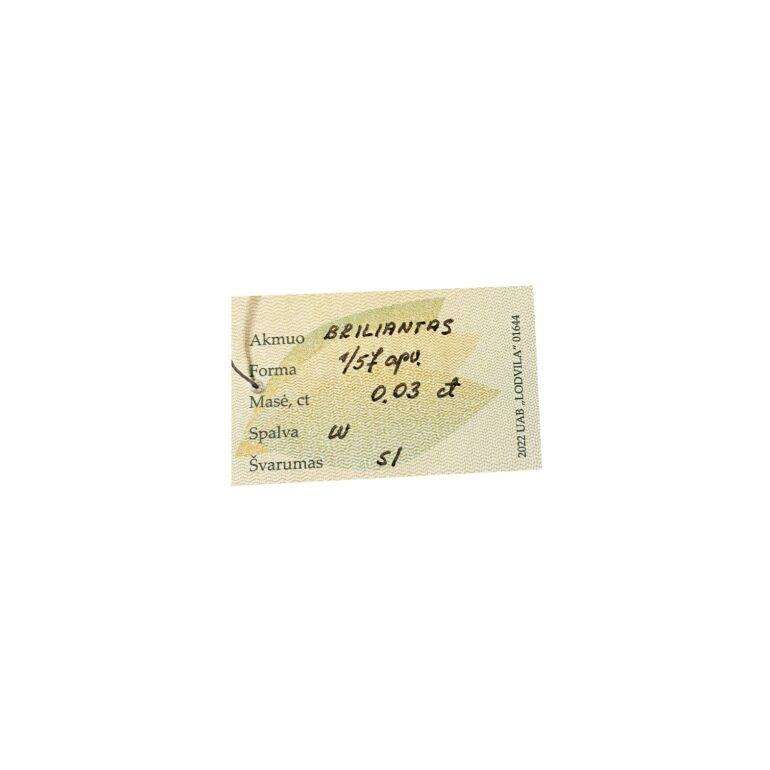 Akmuo BRILIANTAS
Forma 1/57 apv.
Masė, ct 0.03 ct
Spalva W
Švarumas SI
2022 UAB „LODVILA“ 01644